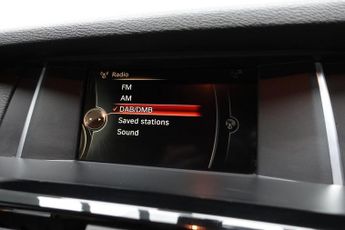 Radio
FM
AM
✓ DAB/DMB
Saved stations
Sound